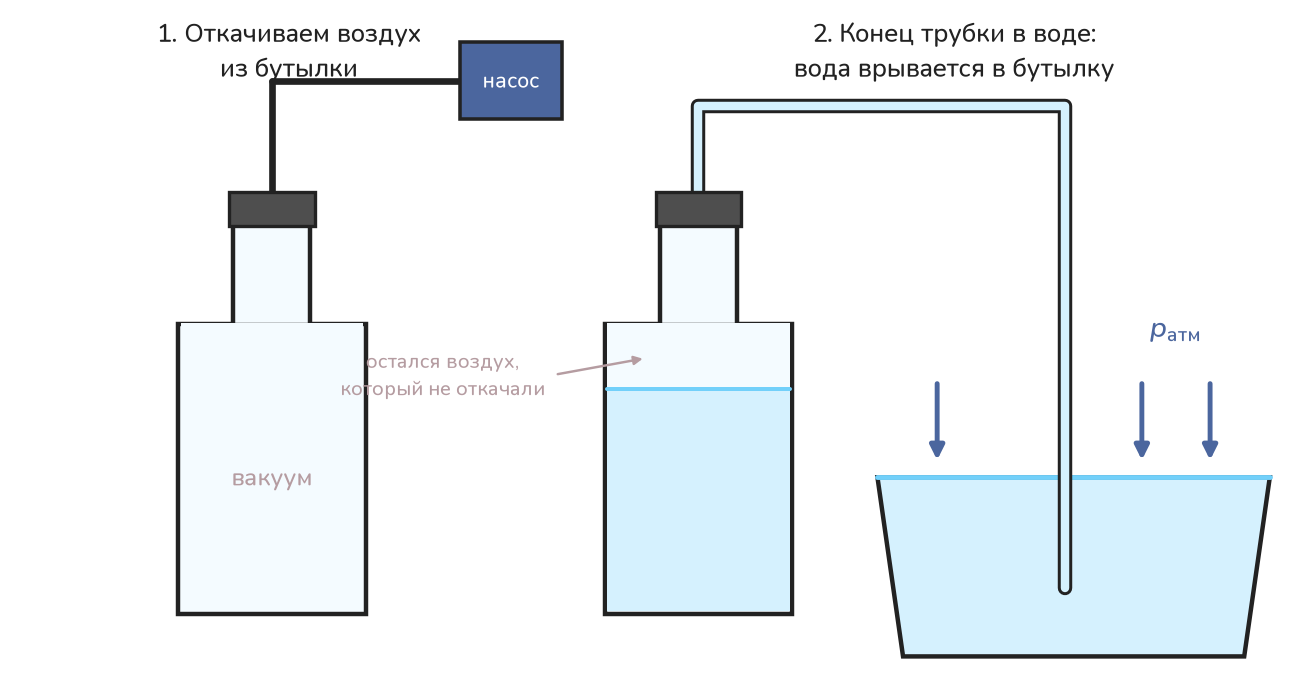 1. Откачиваем воздух
из бутылки
насос
2. Конец трубки в воде:
вода врывается в бутылку
pатм
остался воздух,
который не откачали
вакуум